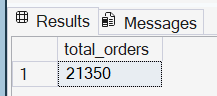 Results Messages
total_orders
1 21350